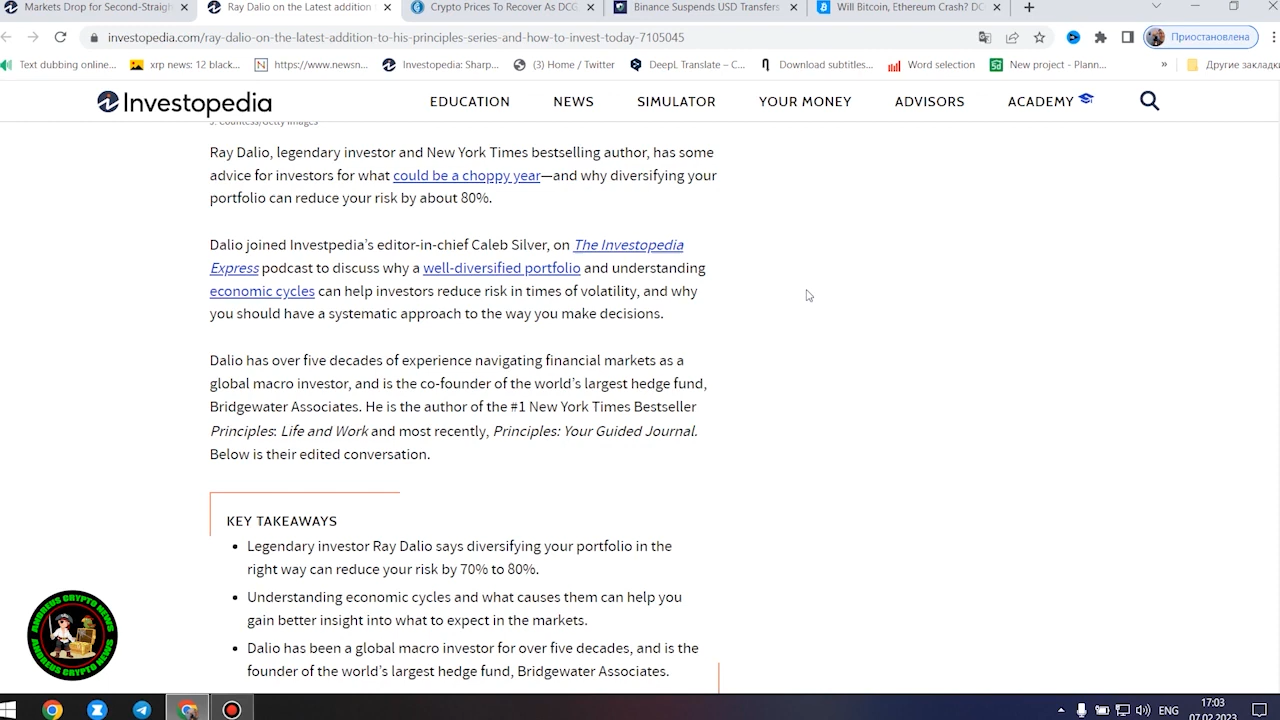 Markets Drop for Second-Straigh
Ray Dalio on the Latest addition
Crypto Prices To Recover As DCG
Binance Suspends USD Transfers
Will Bitcoin, Ethereum Crash? DC
investopedia.com/ray-dalio-on-the-latest-addition-to-his-principles-series-and-how-to-invest-today-7105045
Приостановлена
Text dubbing online...
xrp news: 12 black...
https://www.newsn...
Investopedia: Sharp...
(3) Home / Twitter
DeepL Translate – C...
Download subtitles...
Word selection
New project - Plann...
»
Другие закладки
Investopedia
EDUCATION
NEWS
SIMULATOR
YOUR MONEY
ADVISORS
ACADEMY
J. Countess/Getty Images
Ray Dalio, legendary investor and New York Times bestselling author, has some
advice for investors for what could be a choppy year—and why diversifying your
portfolio can reduce your risk by about 80%.
Dalio joined Investpedia’s editor-in-chief Caleb Silver, on The Investopedia
Express podcast to discuss why a well-diversified portfolio and understanding
economic cycles can help investors reduce risk in times of volatility, and why
you should have a systematic approach to the way you make decisions.
Dalio has over five decades of experience navigating financial markets as a
global macro investor, and is the co-founder of the world’s largest hedge fund,
Bridgewater Associates. He is the author of the #1 New York Times Bestseller
Principles: Life and Work and most recently, Principles: Your Guided Journal.
Below is their edited conversation.
KEY TAKEAWAYS
• Legendary investor Ray Dalio says diversifying your portfolio in the
right way can reduce your risk by 70% to 80%.
• Understanding economic cycles and what causes them can help you
gain better insight into what to expect in the markets.
• Dalio has been a global macro investor for over five decades, and is the
founder of the world’s largest hedge fund, Bridgewater Associates.
ANDREUS CRYPTO NEWS
ANDREUS CRYPTO NEWS
ENG
17:03
07.02.2023